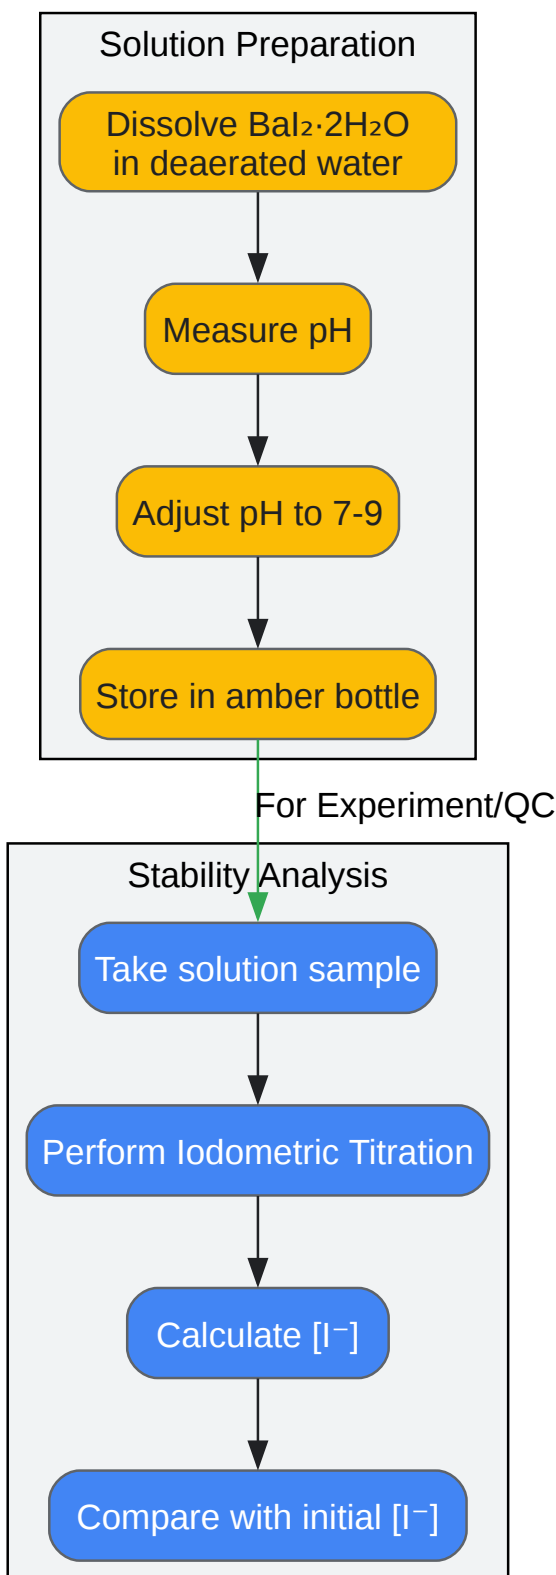 Solution Preparation
Dissolve BaI₂·2H₂O
in deaerated water
Measure pH
Adjust pH to 7-9
Store in amber bottle
For Experiment/QC
Stability Analysis
Take solution sample
Perform Iodometric Titration
Calculate [I⁻]
Compare with initial [I⁻]